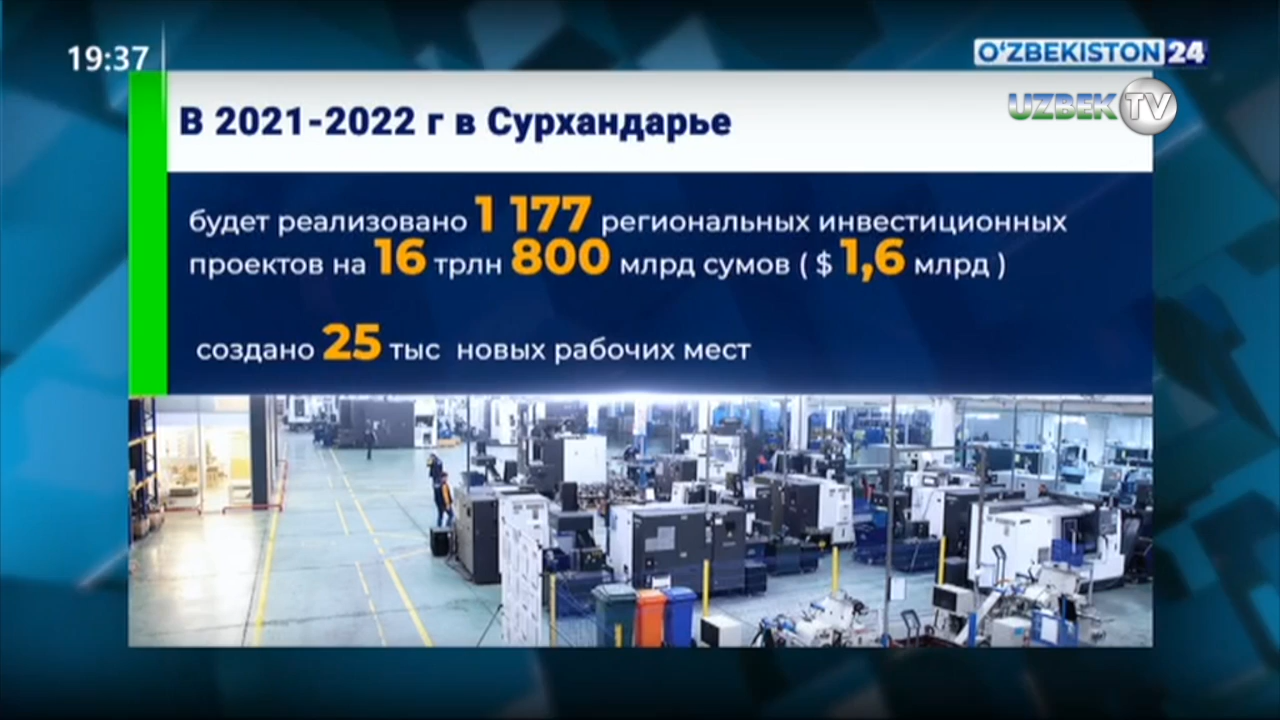 19:37
O‘ZBEKISTON 24
UZBEK TV
В 2021-2022 г в Сурхандарье
будет реализовано 1 177 региональных инвестиционных
проектов на 16 трлн 800 млрд сумов ( $ 1,6 млрд )
создано 25 тыс новых рабочих мест